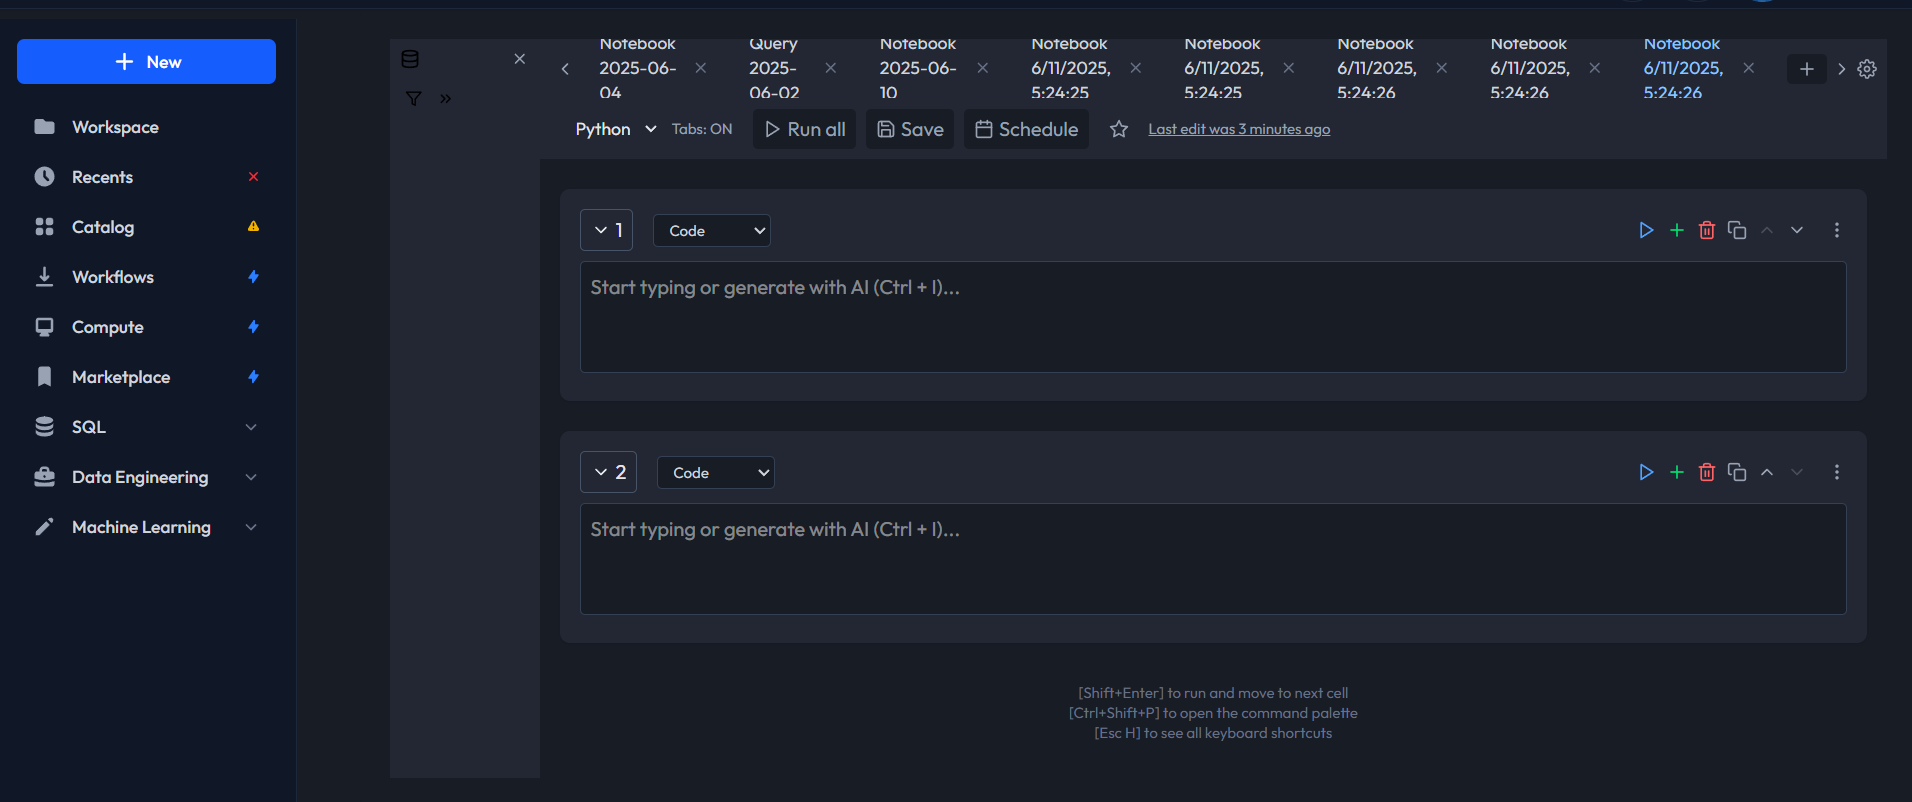 New
Workspace
Recents
Catalog
Workflows
Compute
Marketplace
SQL
Data Engineering
Machine Learning
Notebook
2025-06-
04
Query
2025-
06-02
Notebook
2025-06-
10
Notebook
6/11/2025,
5:24:25
Notebook
6/11/2025,
5:24:25
Notebook
6/11/2025,
5:24:26
Notebook
6/11/2025,
5:24:26
Notebook
6/11/2025,
5:24:26
Python Tabs: ON Run all Save Schedule Last edit was 3 minutes ago
1 Code
Start typing or generate with AI (Ctrl + I)...
2 Code
Start typing or generate with AI (Ctrl + I)...
[Shift+Enter] to run and move to next cell
[Ctrl+Shift+P] to open the command palette
[Esc H] to see all keyboard shortcuts